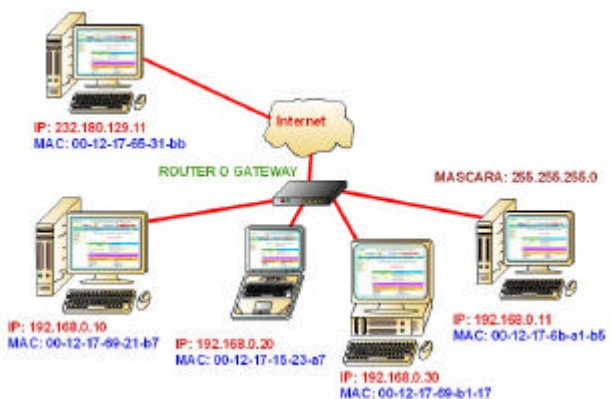 IP: 232.180.129.11
MAC: 00-12-17-65-31-bb
Internet
ROUTER O GATEWAY
MASCARA: 255.255.255.0
IP: 192.168.0.10
MAC: 00-12-17-69-21-b7
IP: 192.168.0.20
MAC: 00-12-17-15-23-a7
IP: 192.168.0.30
MAC: 00-12-17-69-b1-17
IP: 192.168.0.11
MAC: 00-12-17-6b-a1-b5